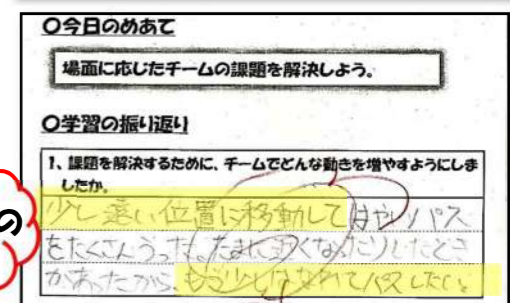 ○今日のめあて
場面に応じたチームの課題を解決しよう。
○学習の振り返り
1、課題を解決するために、チームでどんな動きを増やすようにしま
したか。
少し遠い位置に移動してはやいパス
をたくさんうった。たまに近くなったりしたとき
があったから、もう少しはなれてパスしたい。
の